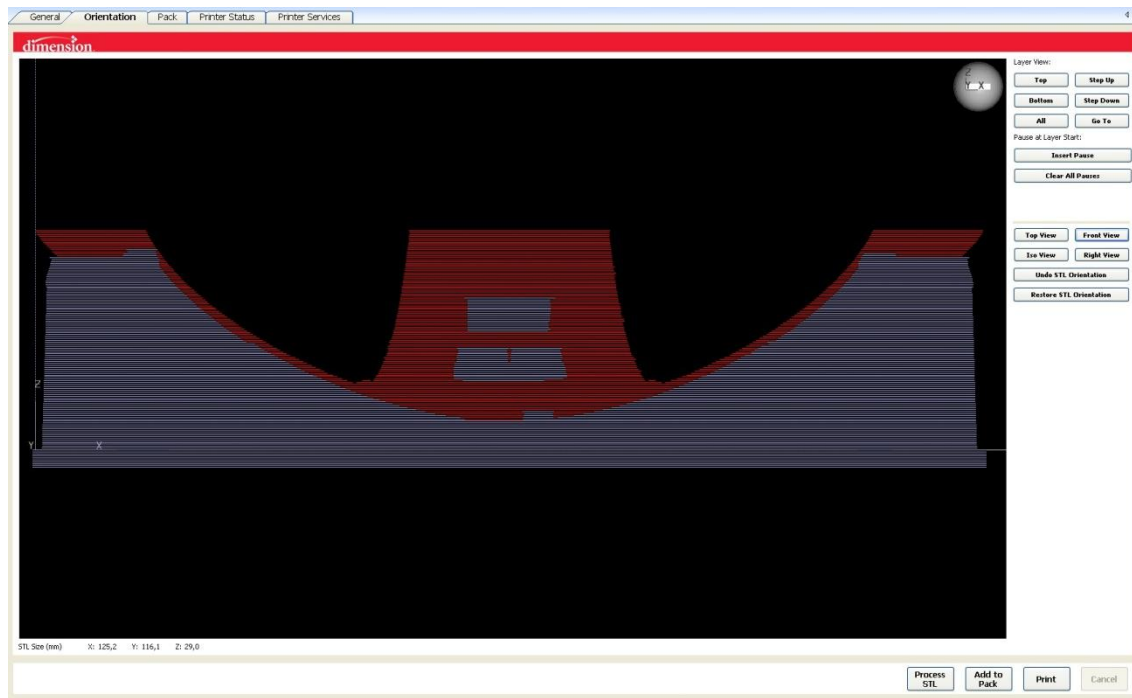 General Orientation Pack Printer Status Printer Services
dimension
Z
Y X
Layer View:
Top Step Up
Bottom Step Down
All Go To
Pause at Layer Start:
Insert Pause
Clear All Pauses
Top View Front View
Iso View Right View
Undo STL Orientation
Restore STL Orientation
Z
Y X
STL Size (mm) X: 125,2 Y: 116,1 Z: 29,0
Process STL Add to Pack Print Cancel